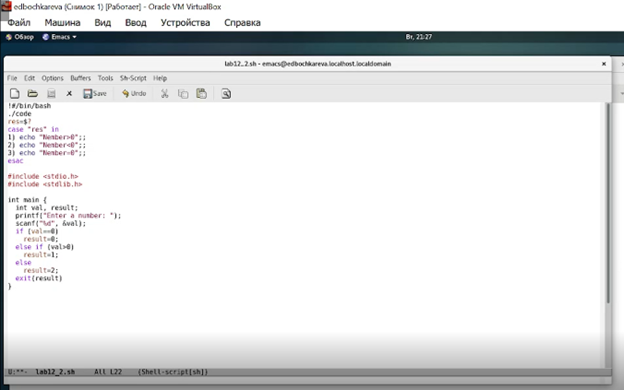 edbochkareva (Снимок 1) [Работает] - Oracle VM VirtualBox
Файл Машина Вид Ввод Устройства Справка
Обзор Emacs Вт, 21:27
lab12_2.sh - emacs@edbochkareva.localhost.localdomain
File Edit Options Buffers Tools Sh-Script Help
Save Undo
!#/bin/bash
./code
res=$?
case "res" in
1) echo "Nember>0";;
2) echo "Nember<0";;
3) echo "Nember=0";;
esac
#include <stdio.h>
#include <stdlib.h>
int main {
int val, result;
printf("Enter a number: ");
scanf("%d", &val);
if (val==0)
result=0;
else if (val>0)
result=1;
else
result=2;
exit(result)
}
U:**- lab12_2.sh All L22 (Shell-script[sh])